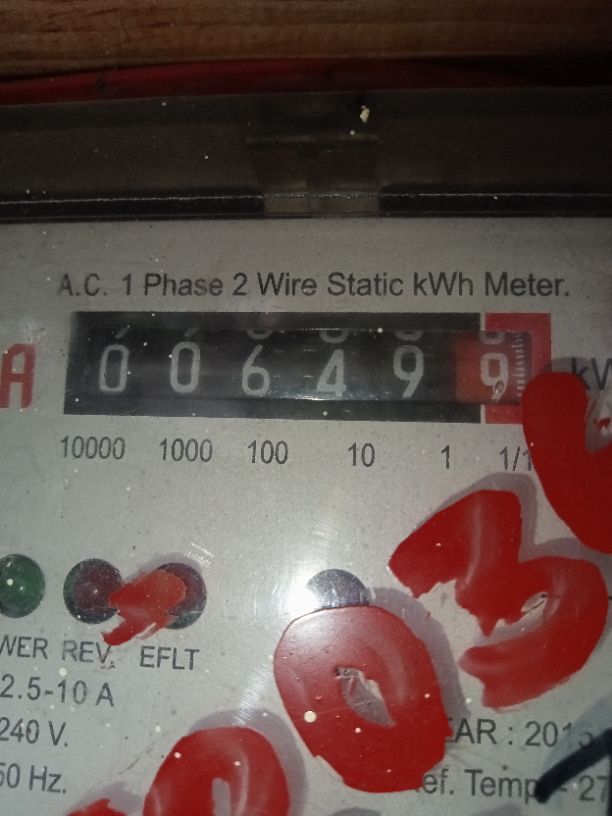 A.C. 1 Phase 2 Wire Static kWh Meter.
A 0 0 6 4 9 9
10000 1000 100 10 1
REV. EFLT
2.5-10 A
240 V.
50 Hz.
03